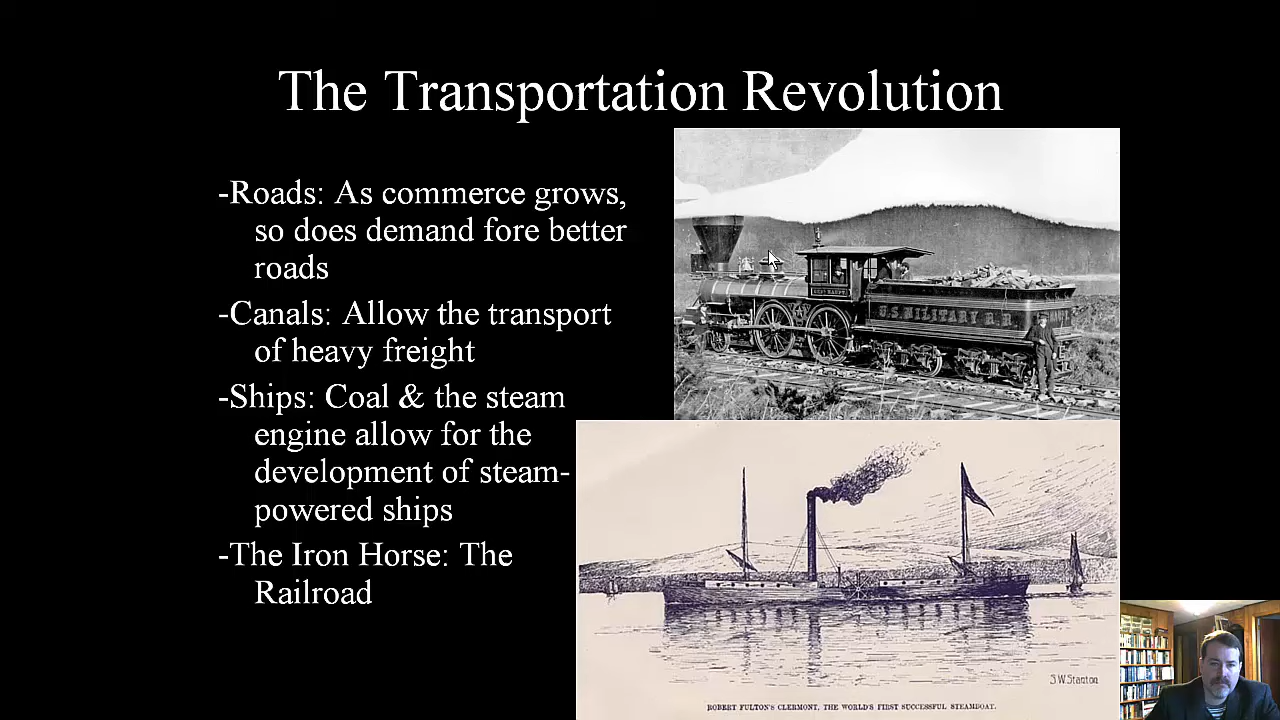 The Transportation Revolution
-Roads: As commerce grows,
so does demand fore better
roads
-Canals: Allow the transport
of heavy freight
-Ships: Coal & the steam
engine allow for the
development of steam-
powered ships
-The Iron Horse: The
Railroad
U.S. MILITARY R.R.
S.W. Stanton
ROBERT FULTON'S CLERMONT, THE WORLD'S FIRST SUCCESSFUL STEAMBOAT.